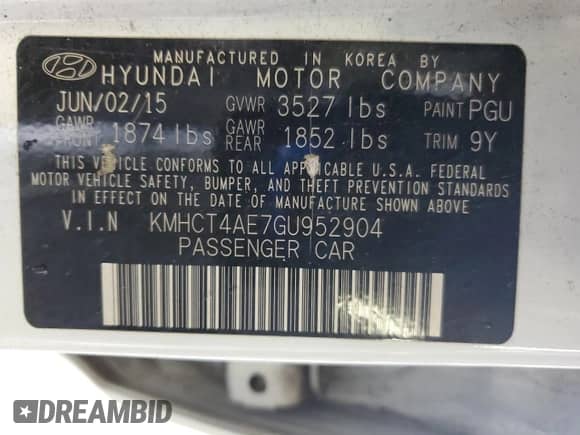 MANUFACTURED IN KOREA BY
HYUNDAI MOTOR COMPANY
JUN/02/15 GVWR 3527 lbs PAINT PGU
GAWR FRONT 1874 lbs GAWR REAR 1852 lbs TRIM 9Y
THIS VEHICLE CONFORMS TO ALL APPLICABLE U.S.A. FEDERAL
MOTOR VEHICLE SAFETY, BUMPER, AND THEFT PREVENTION STANDARDS
IN EFFECT ON THE DATE OF MANUFACTURE SHOWN ABOVE.
V.I.N KMHCT4AE7GU952904
PASSENGER CAR
DREAMBID